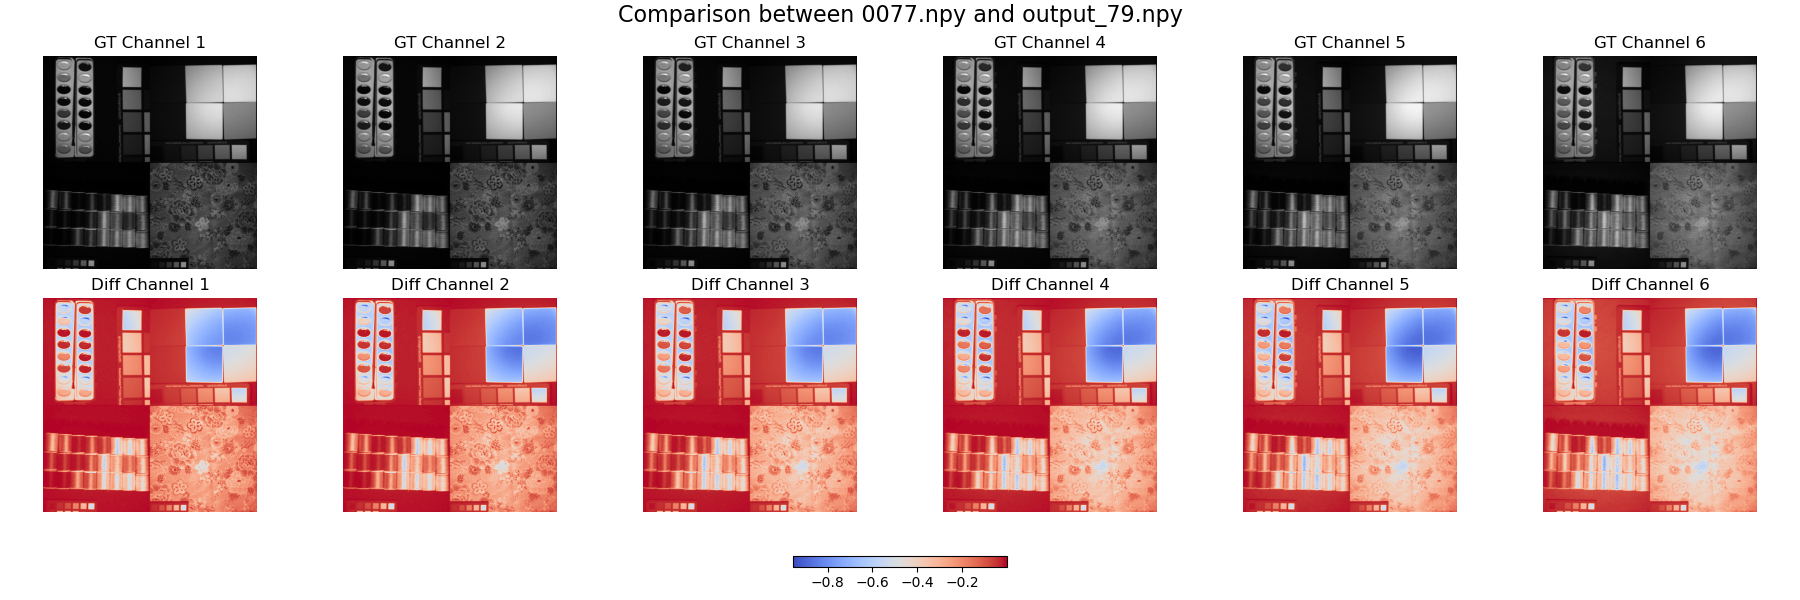 Comparison between 0077.npy and output_79.npy
GT Channel 1
GT Channel 2
GT Channel 3
GT Channel 4
GT Channel 5
GT Channel 6
Diff Channel 1
Diff Channel 2
Diff Channel 3
Diff Channel 4
Diff Channel 5
Diff Channel 6
−0.8 −0.6 −0.4 −0.2